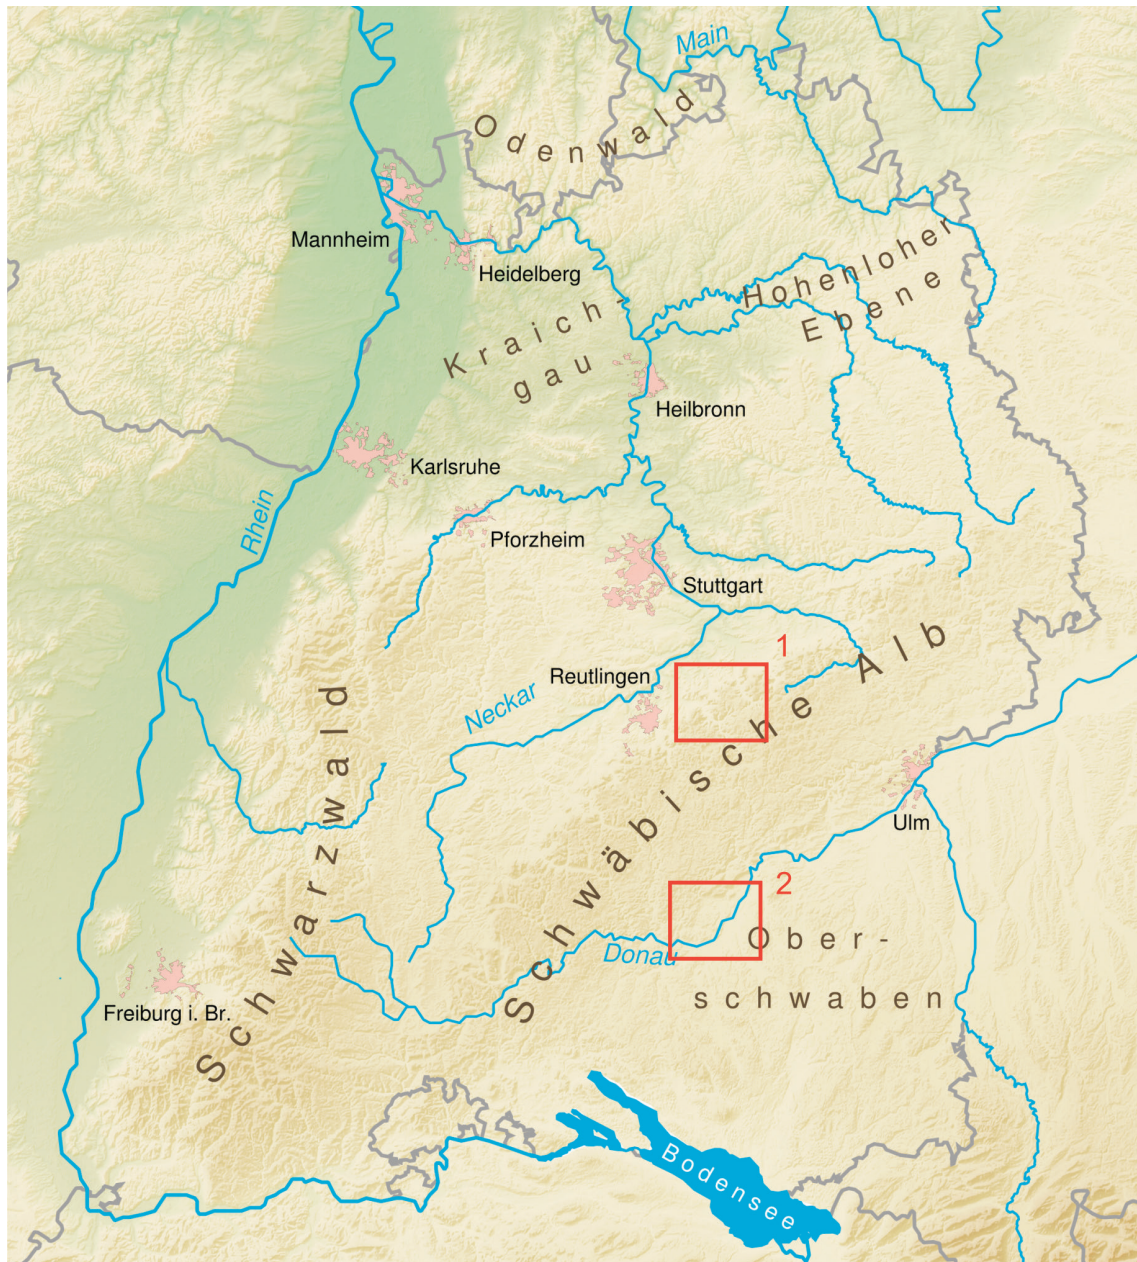 Main
Odenwald
Mannheim
Heidelberg
Hohenloher
Ebene
Kraich-
gau
Heilbronn
Karlsruhe
Rhein
Pforzheim
Stuttgart
1
Reutlingen
Neckar
Schwäbische Alb
Schwarzwald
Ulm
2
Donau
Ober-
schwaben
Freiburg i. Br.
Bodensee